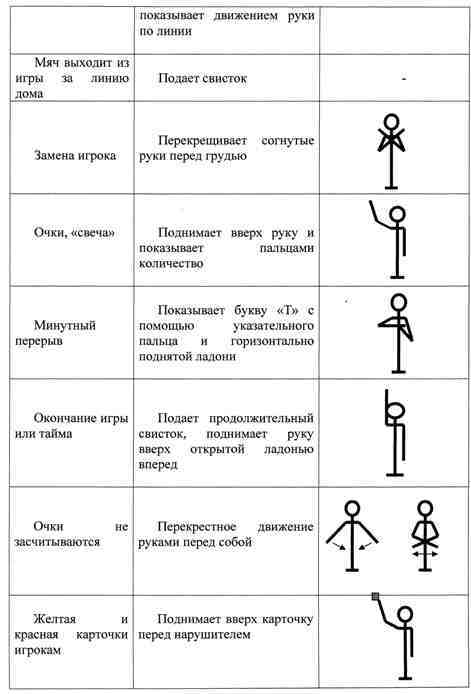 показывает движением руки
по линии
Мяч выходит из
игры за линию
дома
Подает свисток
-
Замена игрока
Перекрещивает согнутые
руки перед грудью
Очки, «свеча»
Поднимает вверх руку и
показывает пальцами
количество
Минутный
перерыв
Показывает букву «Т» с
помощью указательного
пальца и горизонтально
поднятой ладони
Окончание игры
или тайма
Подает продолжительный
свисток, поднимает руку
вверх открытой ладонью
вперед
Очки не
засчитываются
Перекрестное движение
руками перед собой
Желтая и
красная карточки
игрокам
Поднимает вверх карточку
перед нарушителем